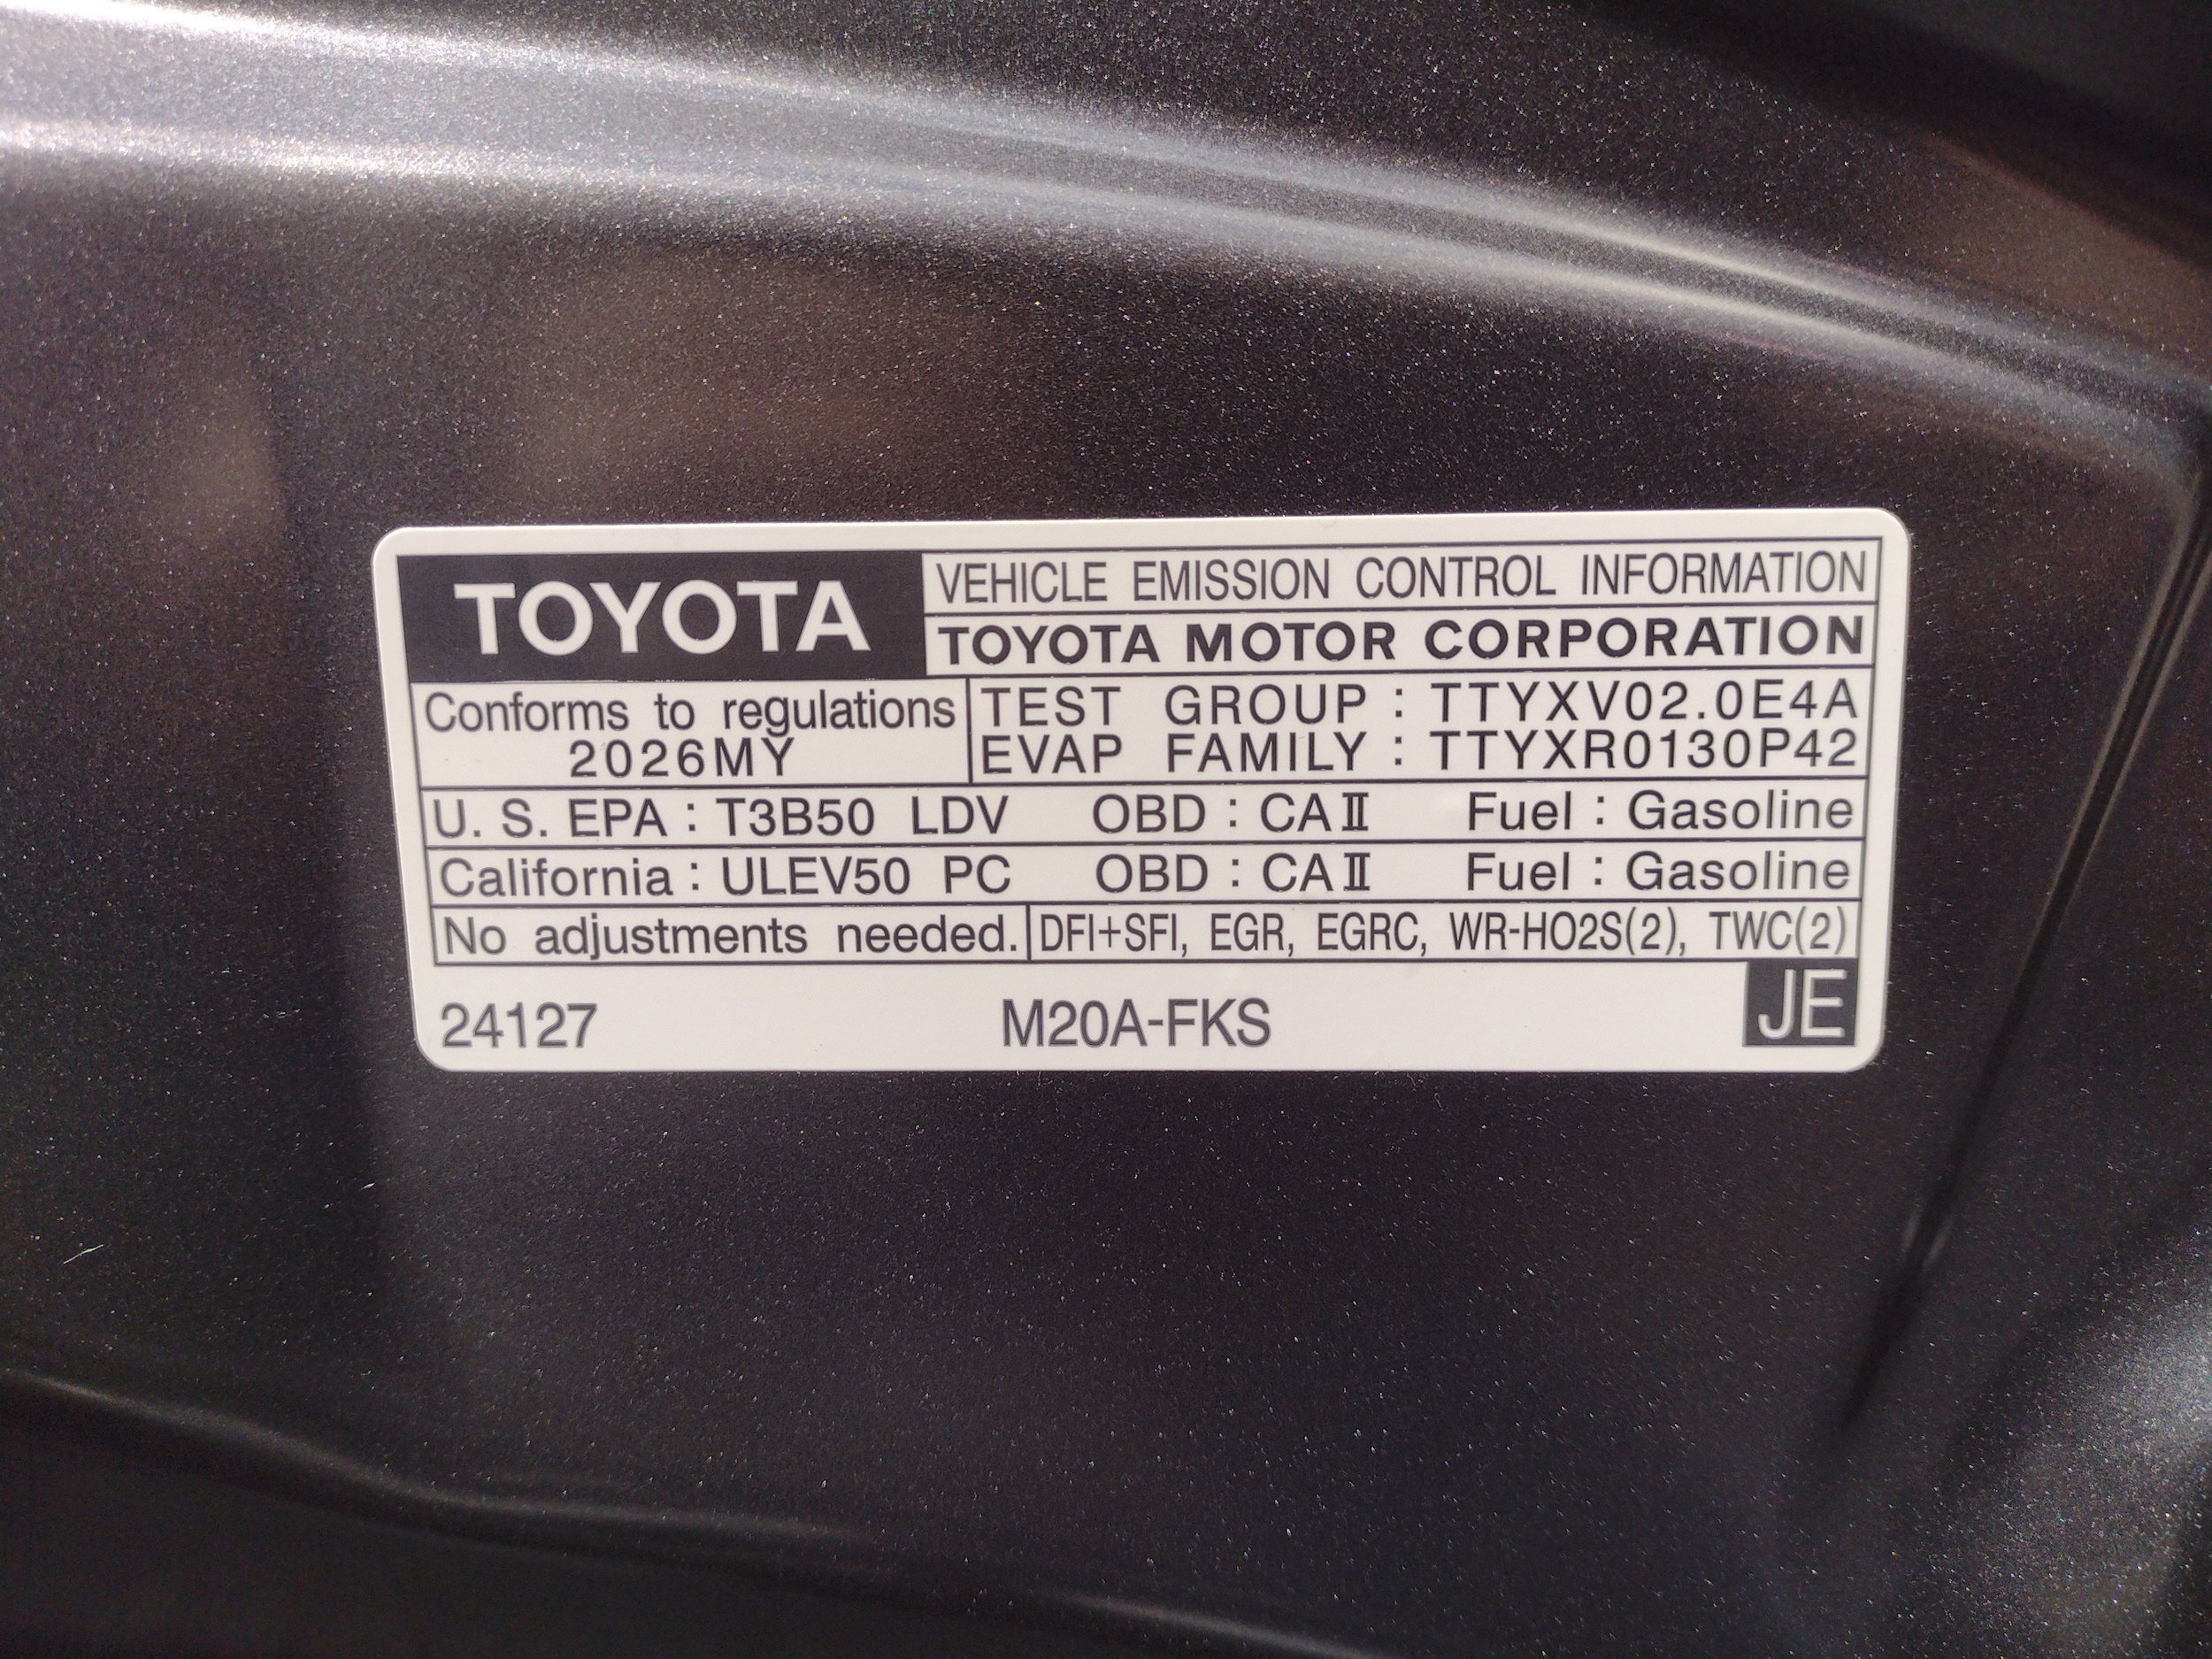 TOYOTA
VEHICLE EMISSION CONTROL INFORMATION
TOYOTA MOTOR CORPORATION
Conforms to regulations
2026MY
TEST GROUP : TTYXV02.0E4A
EVAP FAMILY : TTYXR0130P42
U. S. EPA : T3B50 LDV OBD : CAⅡ Fuel : Gasoline
California : ULEV50 PC OBD : CAⅡ Fuel : Gasoline
No adjustments needed. DFI+SFI, EGR, EGRC, WR-HO2S(2), TWC(2)
24127 M20A-FKS JE